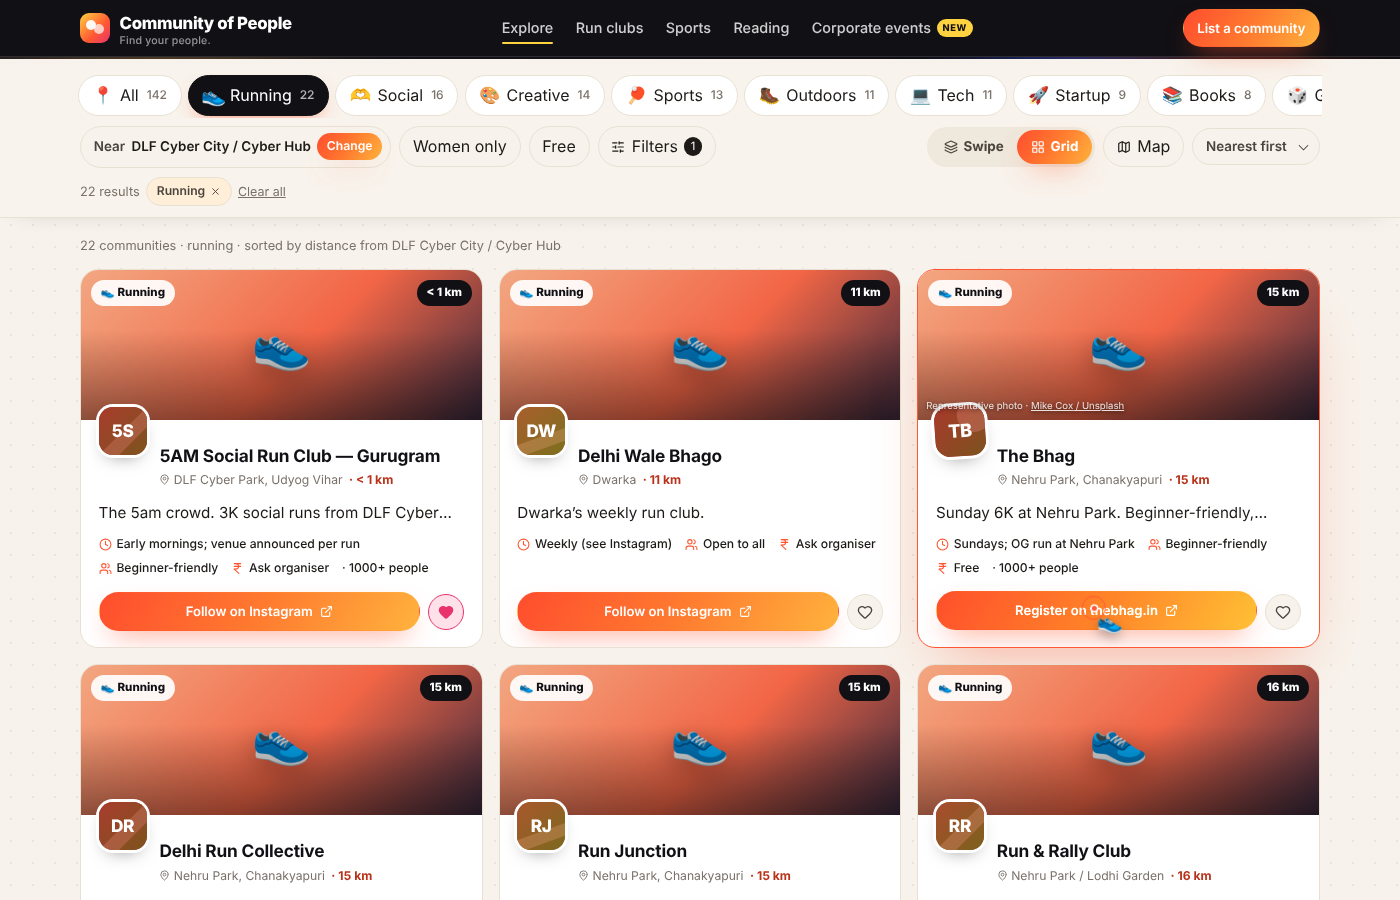 Community of People
Find your people.
Explore
Run clubs
Sports
Reading
Corporate events NEW
List a community
All 142
Running 22
Social 16
Creative 14
Sports 13
Outdoors 11
Tech 11
Startup 9
Books 8
Near DLF Cyber City / Cyber Hub Change
Women only
Free
Filters 1
Swipe
Grid
Map
Nearest first
22 results
Running ×
Clear all
22 communities · running · sorted by distance from DLF Cyber City / Cyber Hub
Running
< 1 km
5S
5AM Social Run Club — Gurugram
DLF Cyber Park, Udyog Vihar · < 1 km
The 5am crowd. 3K social runs from DLF Cyber…
Early mornings; venue announced per run
Beginner-friendly
₹ Ask organiser
· 1000+ people
Follow on Instagram
Running
11 km
DW
Delhi Wale Bhago
Dwarka · 11 km
Dwarka’s weekly run club.
Weekly (see Instagram)
Open to all
₹ Ask organiser
Follow on Instagram
Running
15 km
Representative photo · Mike Cox / Unsplash
TB
The Bhag
Nehru Park, Chanakyapuri · 15 km
Sunday 6K at Nehru Park. Beginner-friendly,…
Sundays; OG run at Nehru Park
Beginner-friendly
₹ Free
· 1000+ people
Register on thebhag.in
Running
15 km
DR
Delhi Run Collective
Nehru Park, Chanakyapuri · 15 km
Running
15 km
RJ
Run Junction
Nehru Park, Chanakyapuri · 15 km
Running
16 km
RR
Run & Rally Club
Nehru Park / Lodhi Garden · 16 km